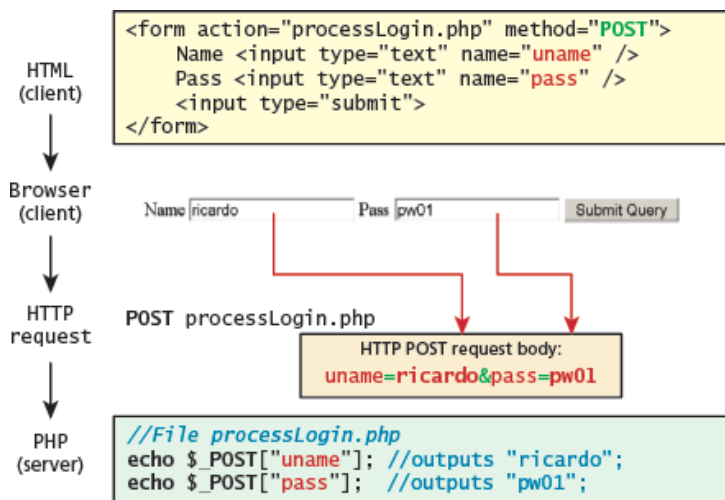 <form action="processLogin.php" method="POST">
Name <input type="text" name="uname" />
Pass <input type="text" name="pass" />
<input type="submit">
</form>
HTML
(client)
Browser
(client)
Name ricardo Pass pw01 Submit Query
HTTP
request
POST processLogin.php
HTTP POST request body:
uname=ricardo&pass=pw01
PHP
(server)
//File processLogin.php
echo $_POST["uname"]; //outputs "ricardo";
echo $_POST["pass"]; //outputs "pw01";